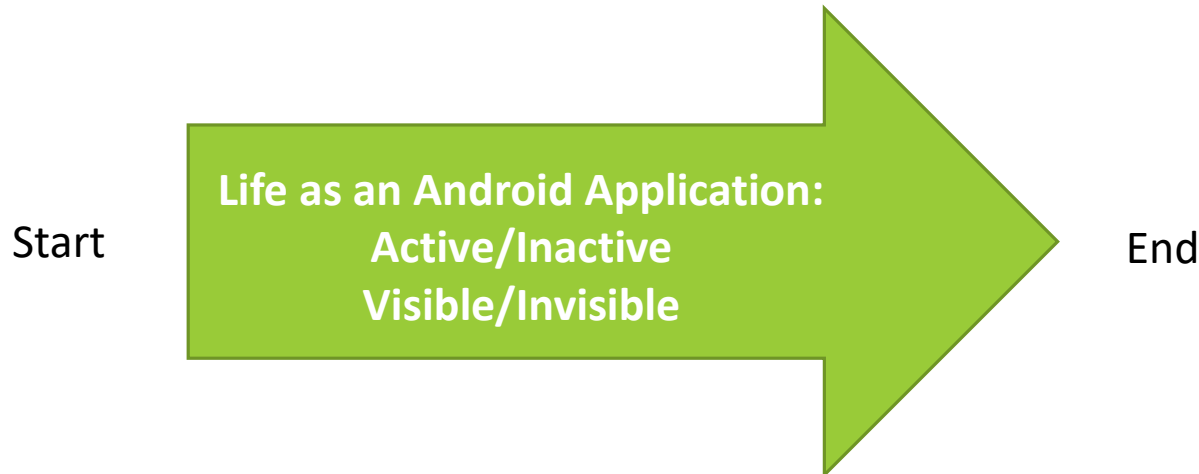 Start
Life as an Android Application:
Active/Inactive
Visible/Invisible
End